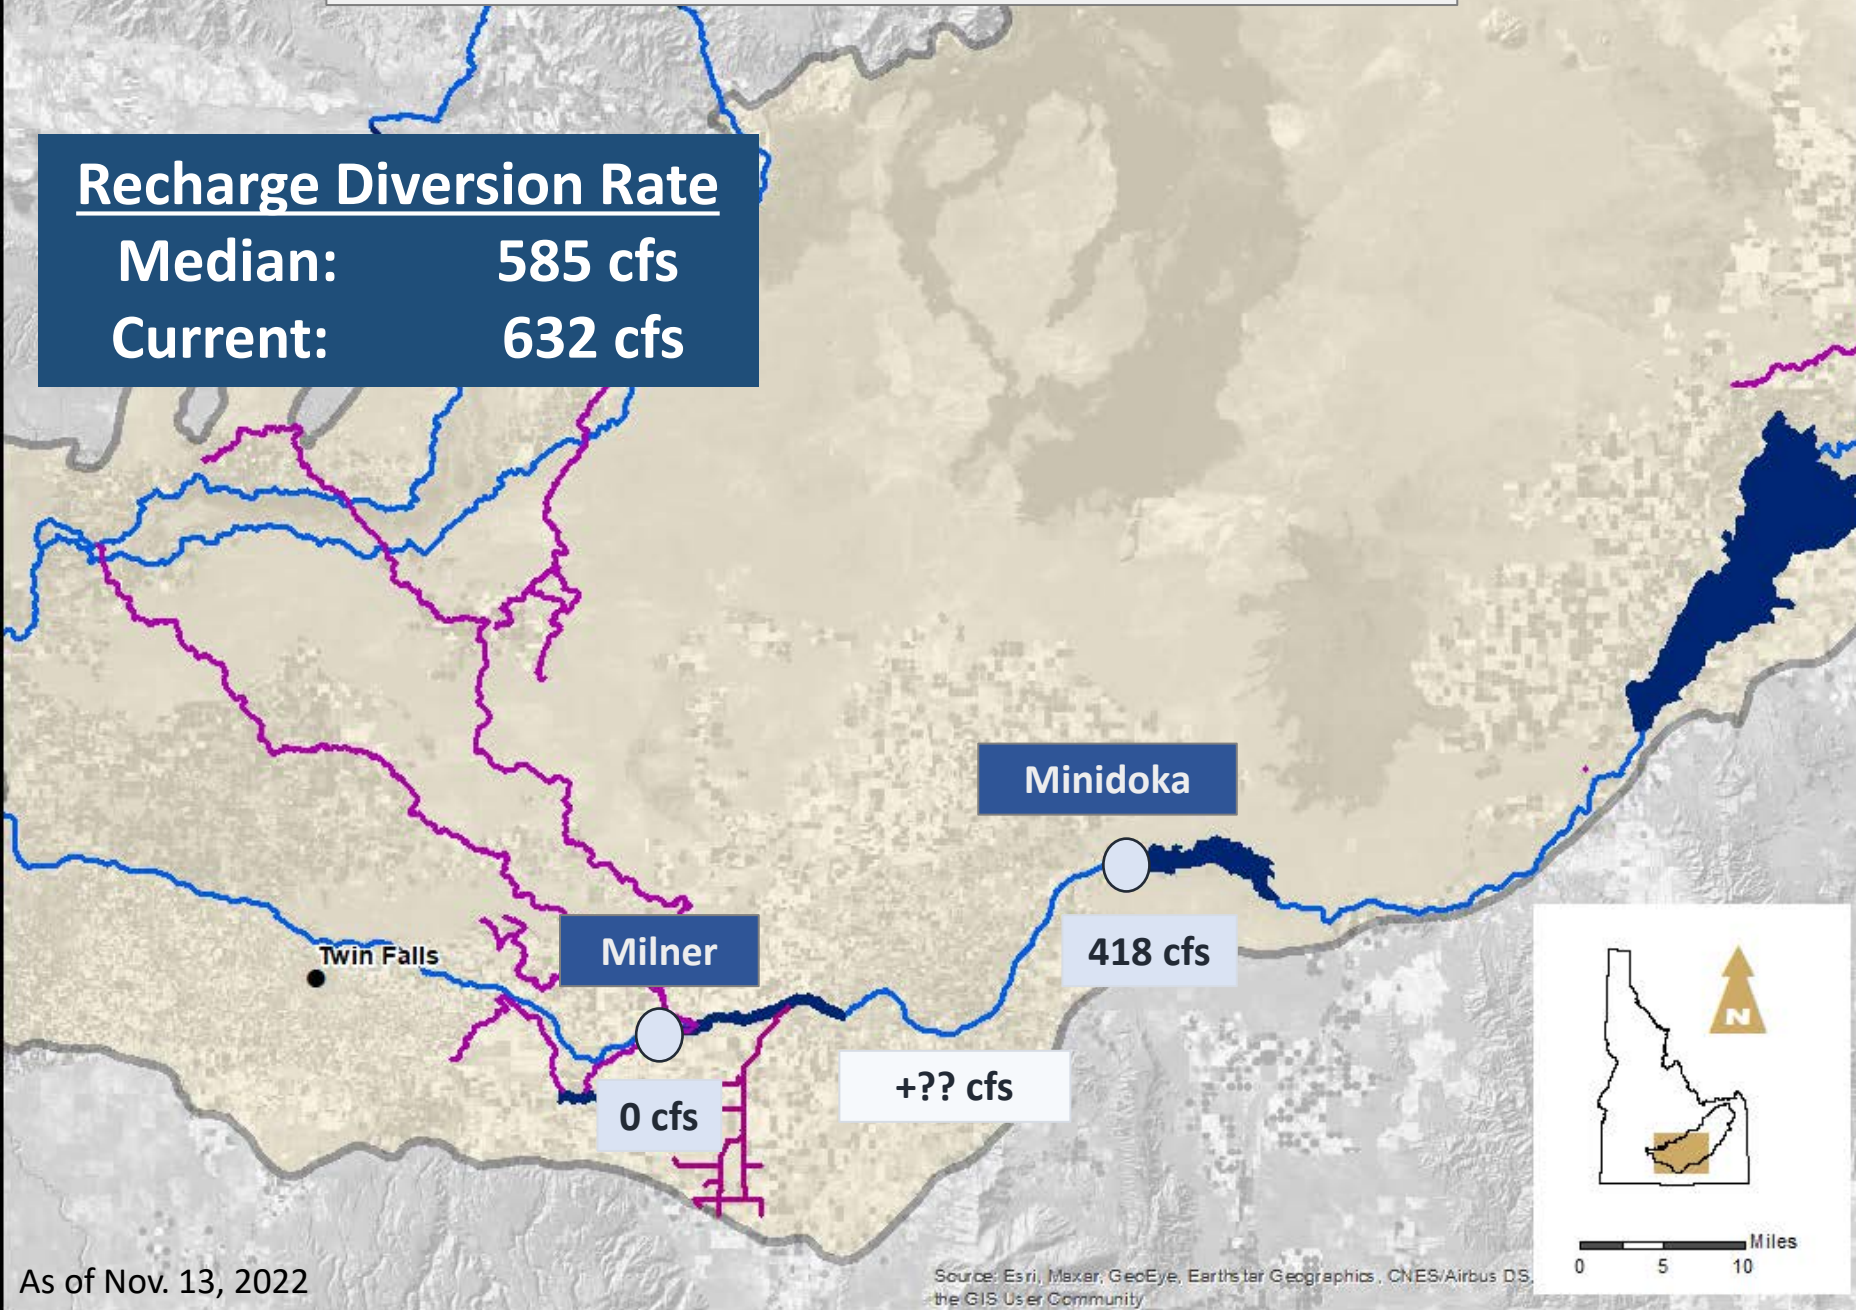 Recharge Diversion Rate
Median: 585 cfs
Current: 632 cfs
Minidoka
418 cfs
Twin Falls
Milner
+?? cfs
0 cfs
N
Miles
0 5 10
As of Nov. 13, 2022
Source: Esri, Maxar, GeoEye, Earthstar Geographics, CNES/Airbus DS,
the GIS User Community